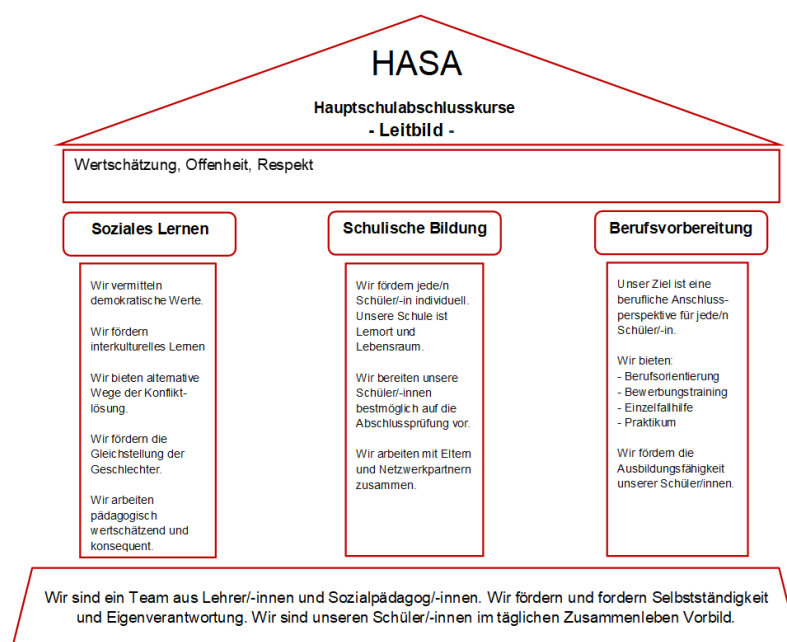 HASA
Hauptschulabschlusskurse
- Leitbild -
Wertschätzung, Offenheit, Respekt
Soziales Lernen
Wir vermitteln
demokratische Werte.
Wir fördern
interkulturelles Lernen
Wir bieten alternative
Wege der Konflikt-
lösung.
Wir fördern die
Gleichstellung der
Geschlechter.
Wir arbeiten
pädagogisch
wertschätzend und
konsequent.
Schulische Bildung
Wir fördern jede/n
Schüler/-in individuell.
Unsere Schule ist
Lernort und
Lebensraum.
Wir bereiten unsere
Schüler/-innen
bestmöglich auf die
Abschlussprüfung vor.
Wir arbeiten mit Eltern
und Netzwerkpartnern
zusammen.
Berufsvorbereitung
Unser Ziel ist eine
berufliche Anschluss-
perspektive für jede/n
Schüler/-in.
Wir bieten:
- Berufsorientierung
- Bewerbungstraining
- Einzelfallhilfe
- Praktikum
Wir fördern die
Ausbildungsfähigkeit
unserer Schüler/innen.
Wir sind ein Team aus Lehrer/-innen und Sozialpädagog/-innen. Wir fördern und fordern Selbstständigkeit
und Eigenverantwortung. Wir sind unseren Schüler/-innen im täglichen Zusammenleben Vorbild.